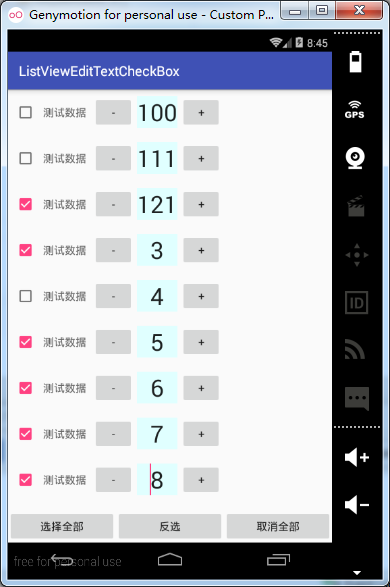 Genymotion for personal use - Custom P...
8:45
ListViewEditTextCheckBox
测试数据 - 100 +
测试数据 - 111 +
测试数据 - 121 +
测试数据 - 3 +
测试数据 - 4 +
测试数据 - 5 +
测试数据 - 6 +
测试数据 - 7 +
测试数据 - 8 +
选择全部 反选 取消全部
free for personal use
GPS
ID